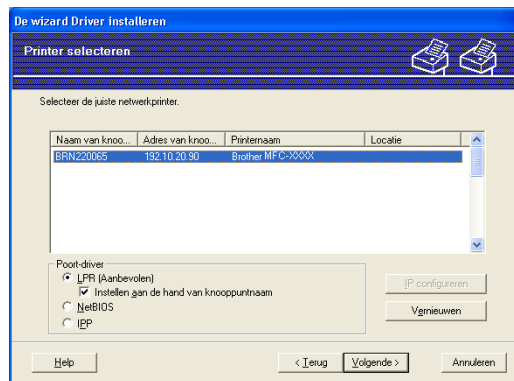 De wizard Driver installeren
Printer selecteren
Selecteer de juiste netwerkprinter.
Naam van knoo... Adres van knoo... Printernaam Locatie
BRN220065 192.10.20.90 Brother MFC-XXXX
Poort-driver
LPR (Aanbevolen)
Instellen aan de hand van knooppuntnaam
NetBIOS
IPP
IP configureren
Vernieuwen
Help
< Terug
Volgende >
Annuleren